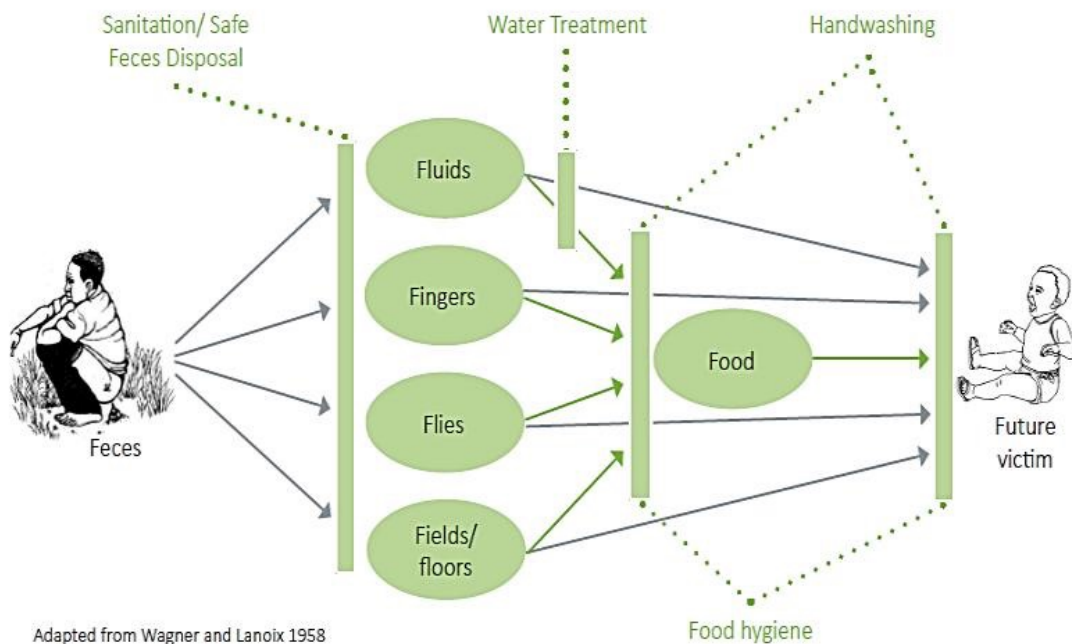 Sanitation/ Safe
Feces Disposal
Water Treatment
Handwashing
Fluids
Fingers
Food
Flies
Feces
Future
victim
Fields/
floors
Food hygiene
Adapted from Wagner and Lanoix 1958